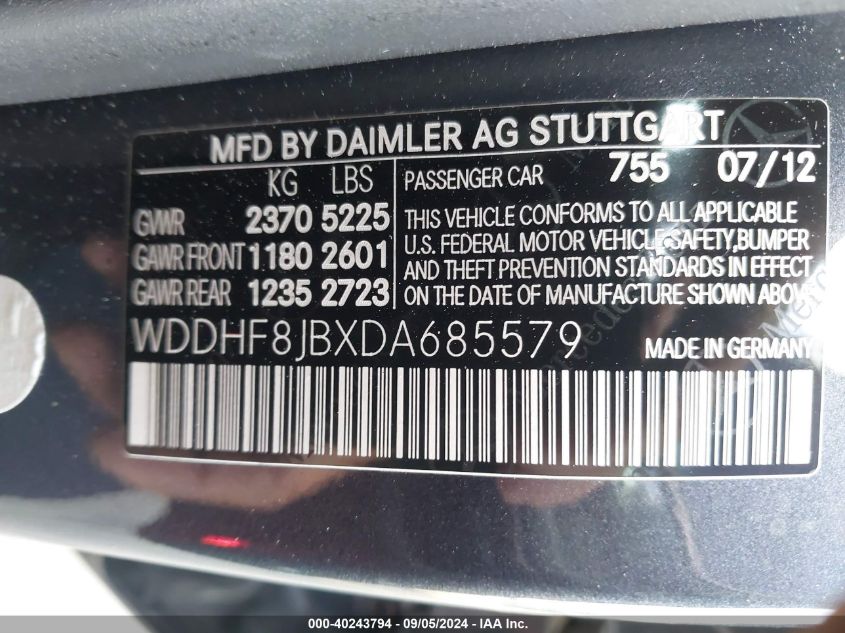 MFD BY DAIMLER AG STUTTGART
KG LBS
GVWR 2370 5225
GAWR FRONT 1180 2601
GAWR REAR 1235 2723
PASSENGER CAR 755 07/12
THIS VEHICLE CONFORMS TO ALL APPLICABLE
U.S. FEDERAL MOTOR VEHICLE SAFETY,BUMPER
AND THEFT PREVENTION STANDARDS IN EFFECT
ON THE DATE OF MANUFACTURE SHOWN ABOVE
WDDHF8JBXDA685579 MADE IN GERMANY
000-40243794 - 09/05/2024 - IAA Inc.